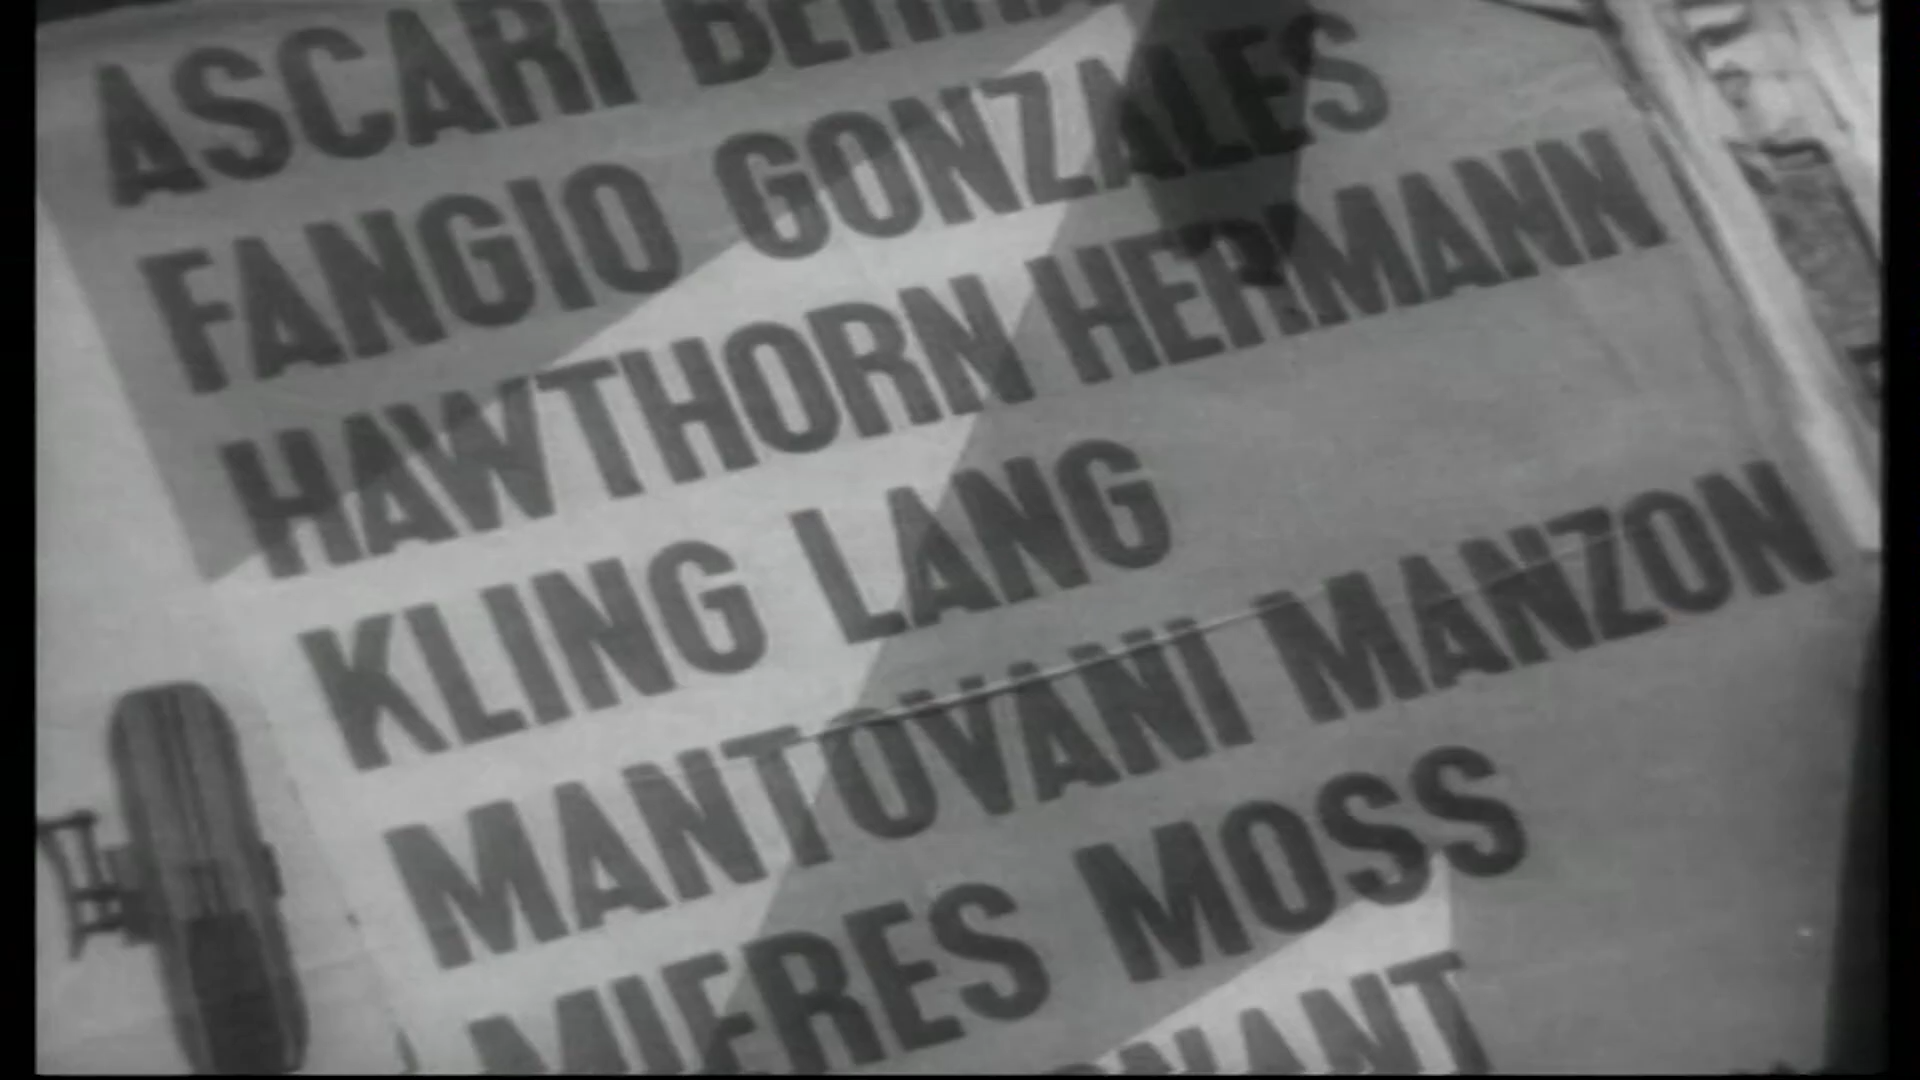 ASCARI
FANGIO GONZALES
HAWTHORN HERMANN
KLING LANG
MANTOVANI MANZON
MIERES MOSS